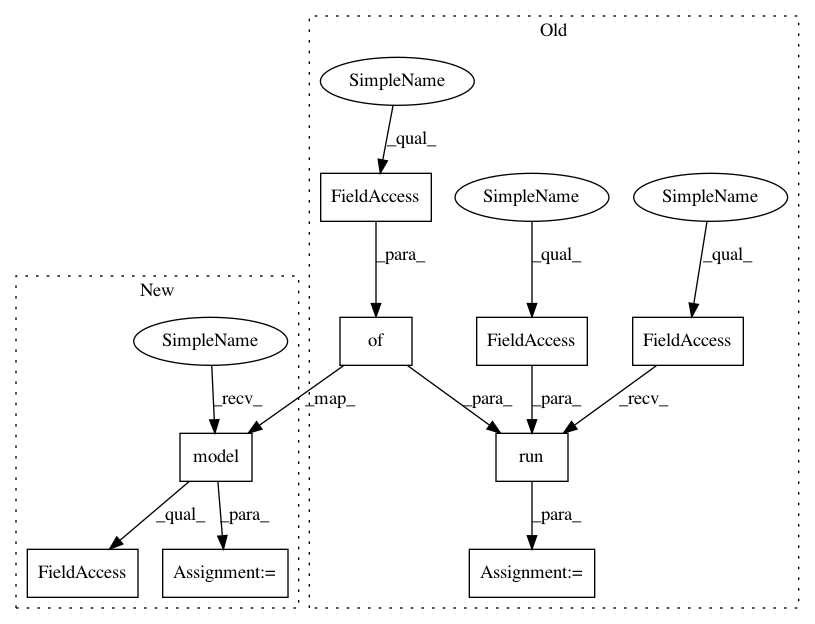 Old
SimpleName
_qual_
FieldAccess
SimpleName
SimpleName
_para_
_qual_
_qual_
New
SimpleName
of
FieldAccess
FieldAccess
_recv_
_map_
_para_
_para_
_recv_
model
run
_qual_
_para_
_para_
FieldAccess
Assignment:=
Assignment:=